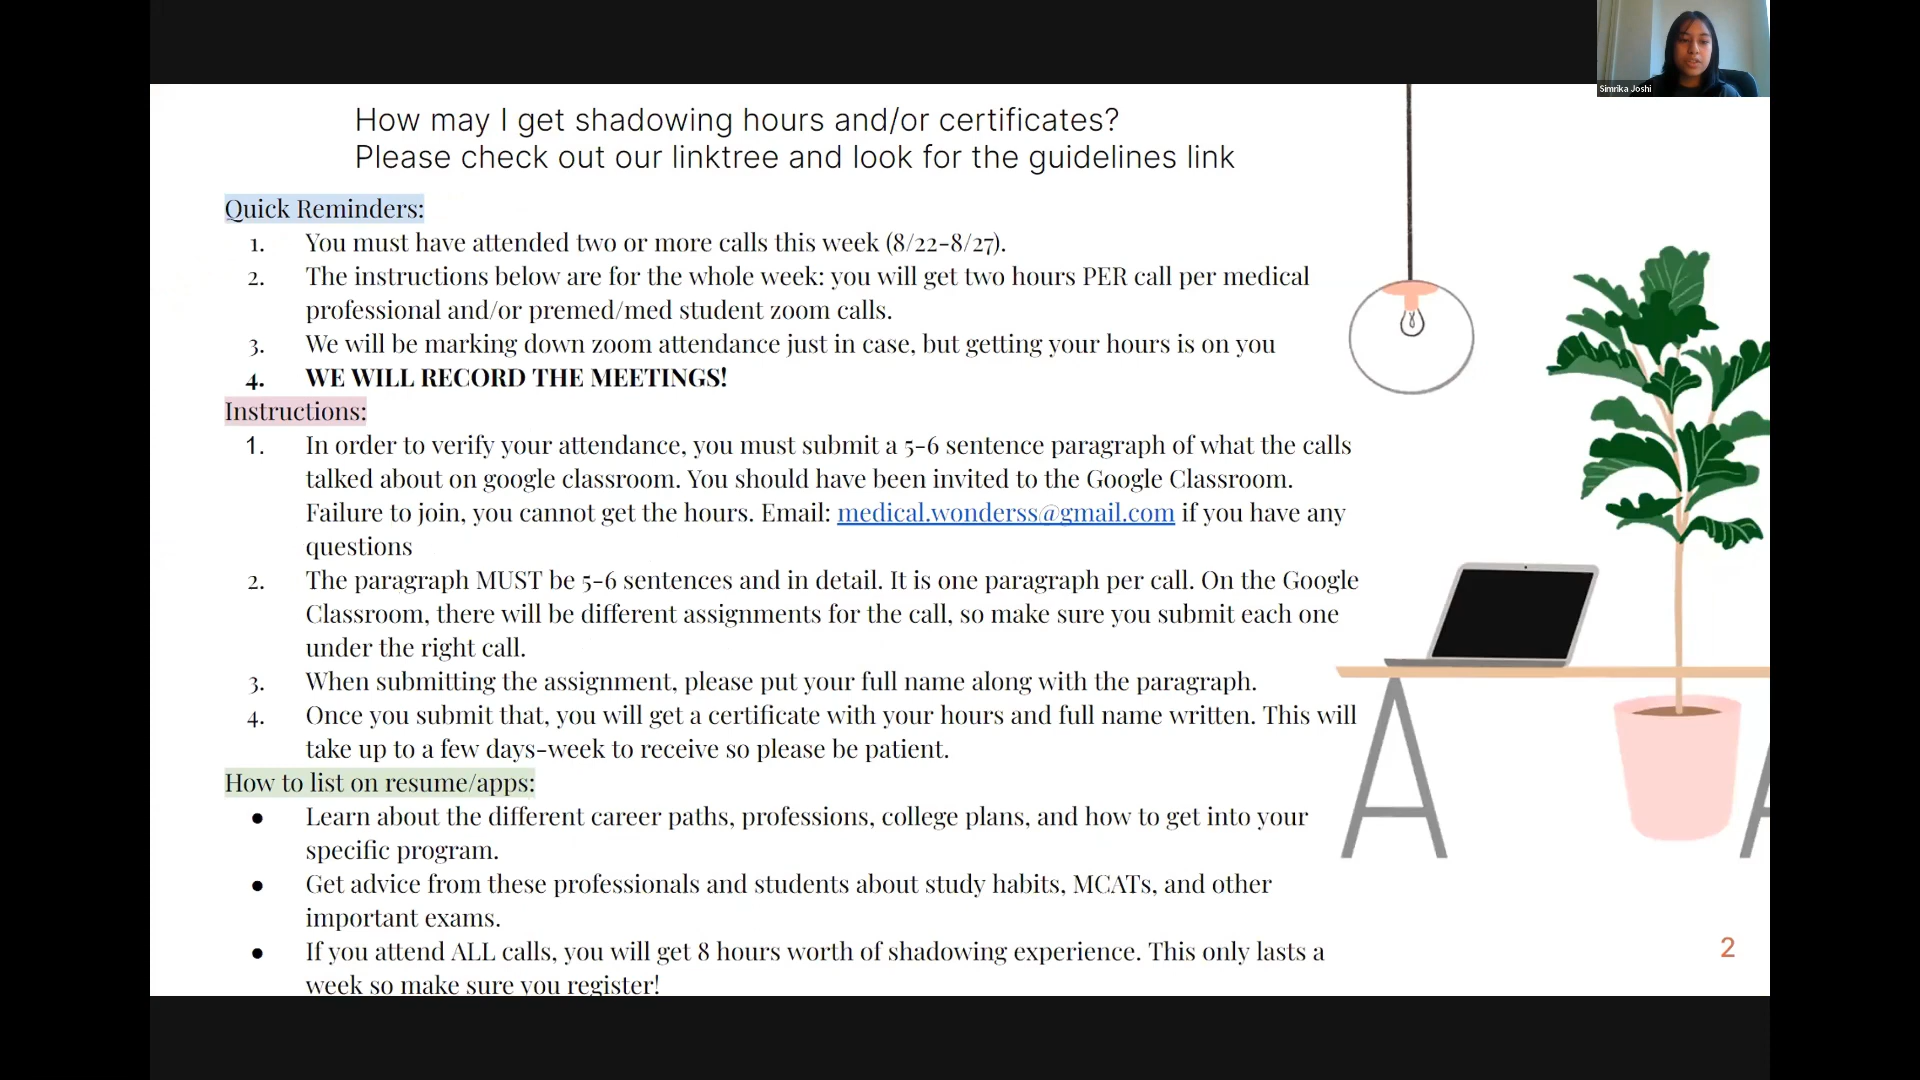 Simrika Joshi
How may I get shadowing hours and/or certificates?
Please check out our linktree and look for the guidelines link
Quick Reminders:
1. You must have attended two or more calls this week (8/22-8/27).
2. The instructions below are for the whole week: you will get two hours PER call per medical
professional and/or premed/med student zoom calls.
3. We will be marking down zoom attendance just in case, but getting your hours is on you
4. WE WILL RECORD THE MEETINGS!
Instructions:
1. In order to verify your attendance, you must submit a 5-6 sentence paragraph of what the calls
talked about on google classroom. You should have been invited to the Google Classroom.
Failure to join, you cannot get the hours. Email: medical.wonderss@gmail.com if you have any
questions
2. The paragraph MUST be 5-6 sentences and in detail. It is one paragraph per call. On the Google
Classroom, there will be different assignments for the call, so make sure you submit each one
under the right call.
3. When submitting the assignment, please put your full name along with the paragraph.
4. Once you submit that, you will get a certificate with your hours and full name written. This will
take up to a few days-week to receive so please be patient.
How to list on resume/apps:
● Learn about the different career paths, professions, college plans, and how to get into your
specific program.
● Get advice from these professionals and students about study habits, MCATs, and other
important exams.
● If you attend ALL calls, you will get 8 hours worth of shadowing experience. This only lasts a
week so make sure you register!
2